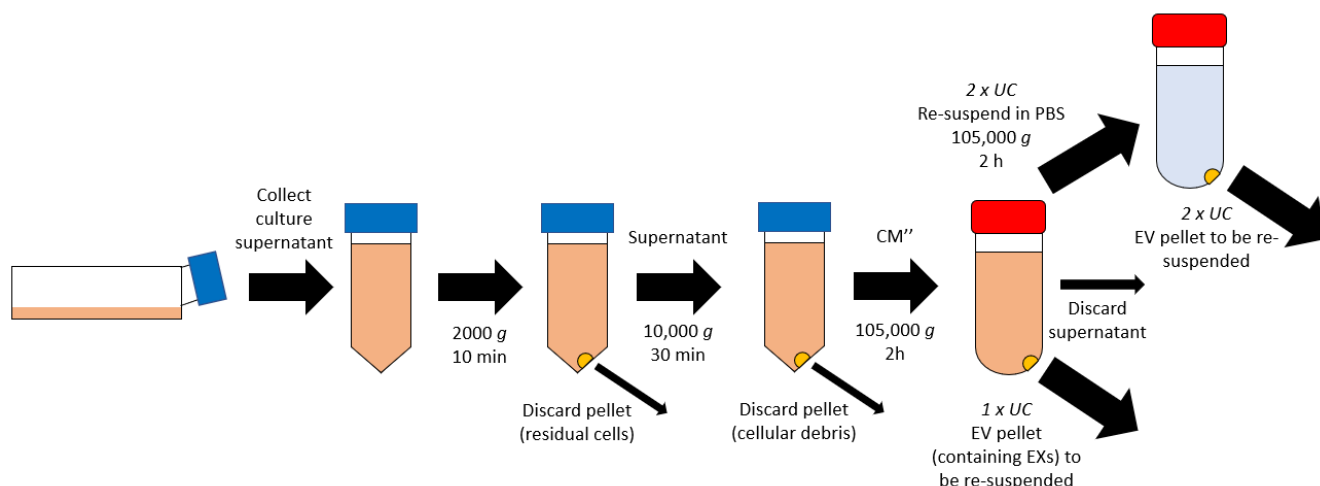 Collect
culture
supernatant
2000 g
10 min
Discard pellet
(residual cells)
Supernatant
10,000 g
30 min
Discard pellet
(cellular debris)
CM’’
105,000 g
2h
2 x UC
Re-suspend in PBS
105,000 g
2 h
2 x UC
EV pellet to be re-
suspended
Discard
supernatant
1 x UC
EV pellet
(containing EXs) to
be re-suspended